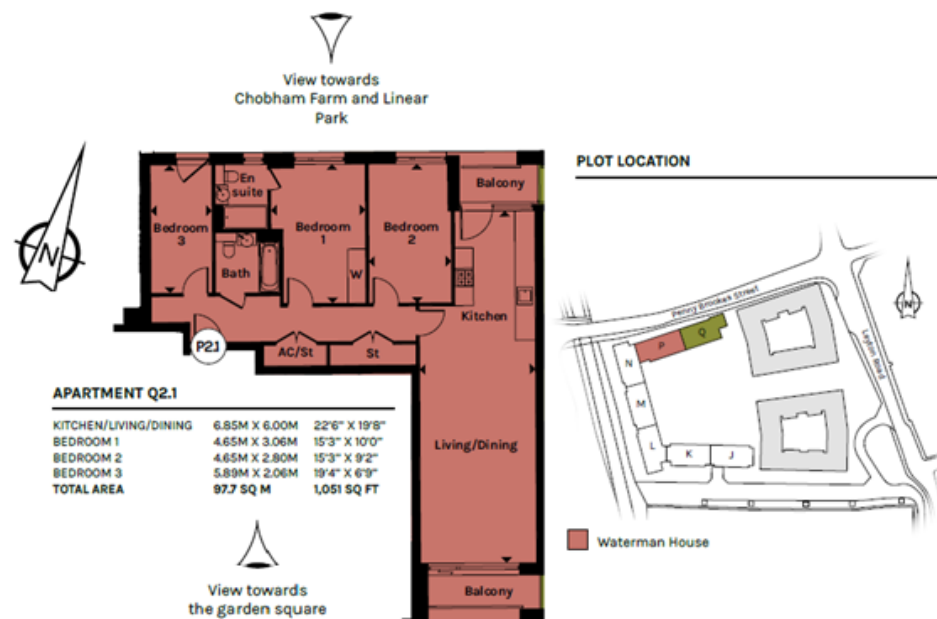 View towards
Chobham Farm and Linear
Park
N
En
suite
Bedroom
3
Bedroom
1
Bedroom
2
Balcony
Bath
W
Kitchen
P2.1
AC/St
St
Living/Dining
Balcony
APARTMENT Q2.1
KITCHEN/LIVING/DINING 6.85M X 6.00M 22'6" X 19'8"
BEDROOM 1 4.65M X 3.06M 15'3" X 10'0"
BEDROOM 2 4.65M X 2.80M 15'3" X 9'2"
BEDROOM 3 5.89M X 2.06M 19'4" X 6'9"
TOTAL AREA 97.7 SQ M 1,051 SQ FT
View towards
the garden square
PLOT LOCATION
Penny Brookes Street
N
P
Q
Leyton Road
N
M
L
K
J
Waterman House